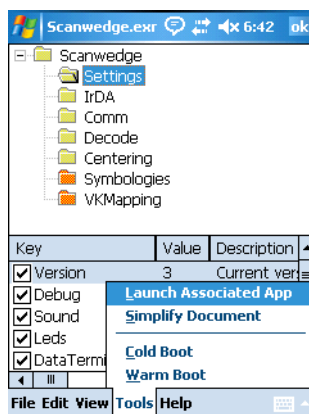 Scanwedge.exr 6:42 ok
Scanwedge
Settings
IrDA
Comm
Decode
Centering
Symbologies
VKMapping
Key Value Description
Version 3 Current vers
Debug
Sound
Leds
DataTermi
Launch Associated App
Simplify Document
Cold Boot
Warm Boot
File Edit View Tools Help